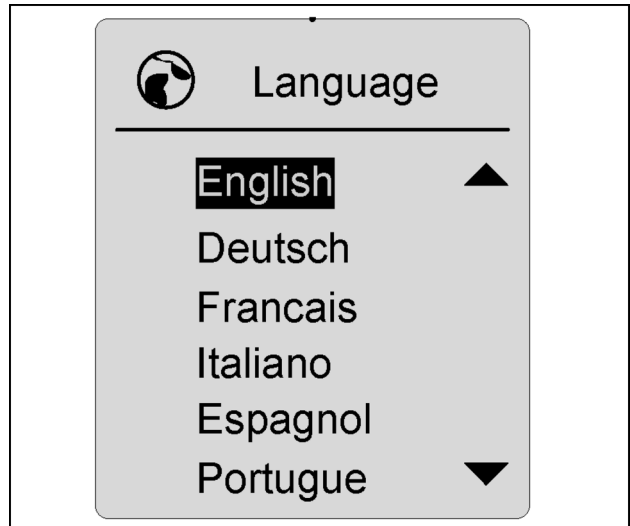 Language
English
Deutsch
Francais
Italiano
Espagnol
Portugue